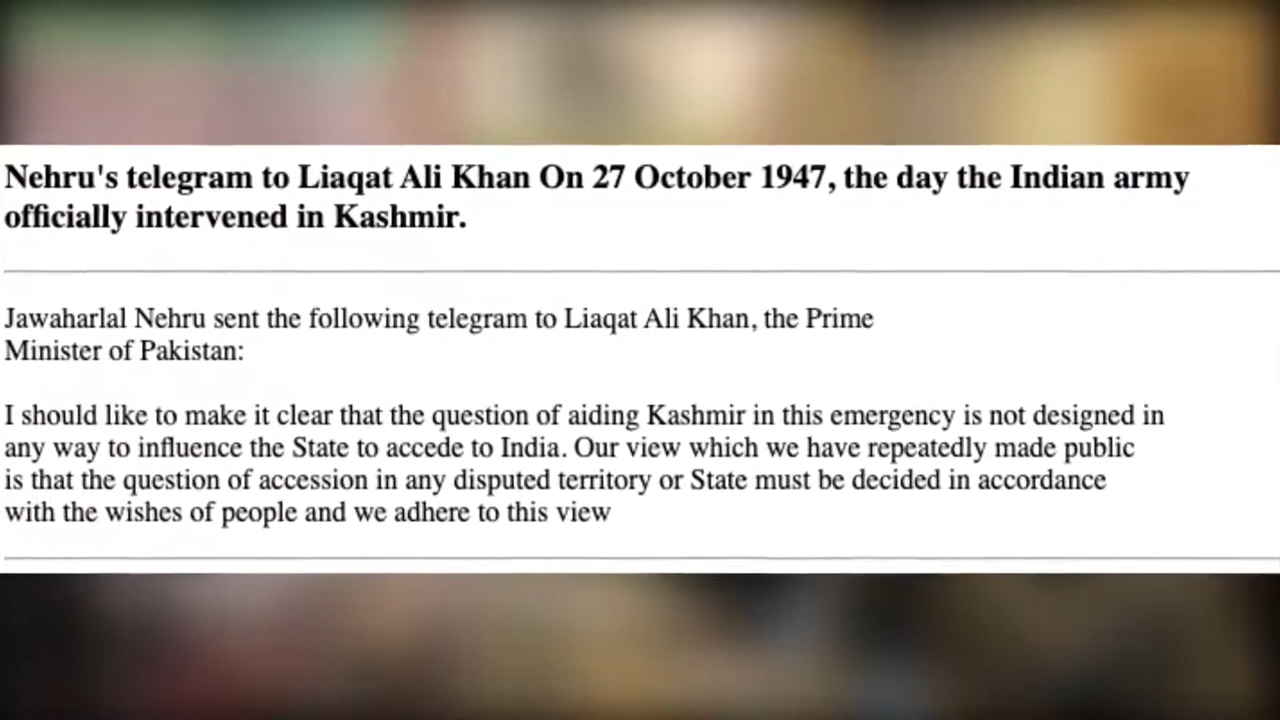 Nehru's telegram to Liaqat Ali Khan On 27 October 1947, the day the Indian army
officially intervened in Kashmir.
Jawaharlal Nehru sent the following telegram to Liaqat Ali Khan, the Prime
Minister of Pakistan:
I should like to make it clear that the question of aiding Kashmir in this emergency is not designed in
any way to influence the State to accede to India. Our view which we have repeatedly made public
is that the question of accession in any disputed territory or State must be decided in accordance
with the wishes of people and we adhere to this view